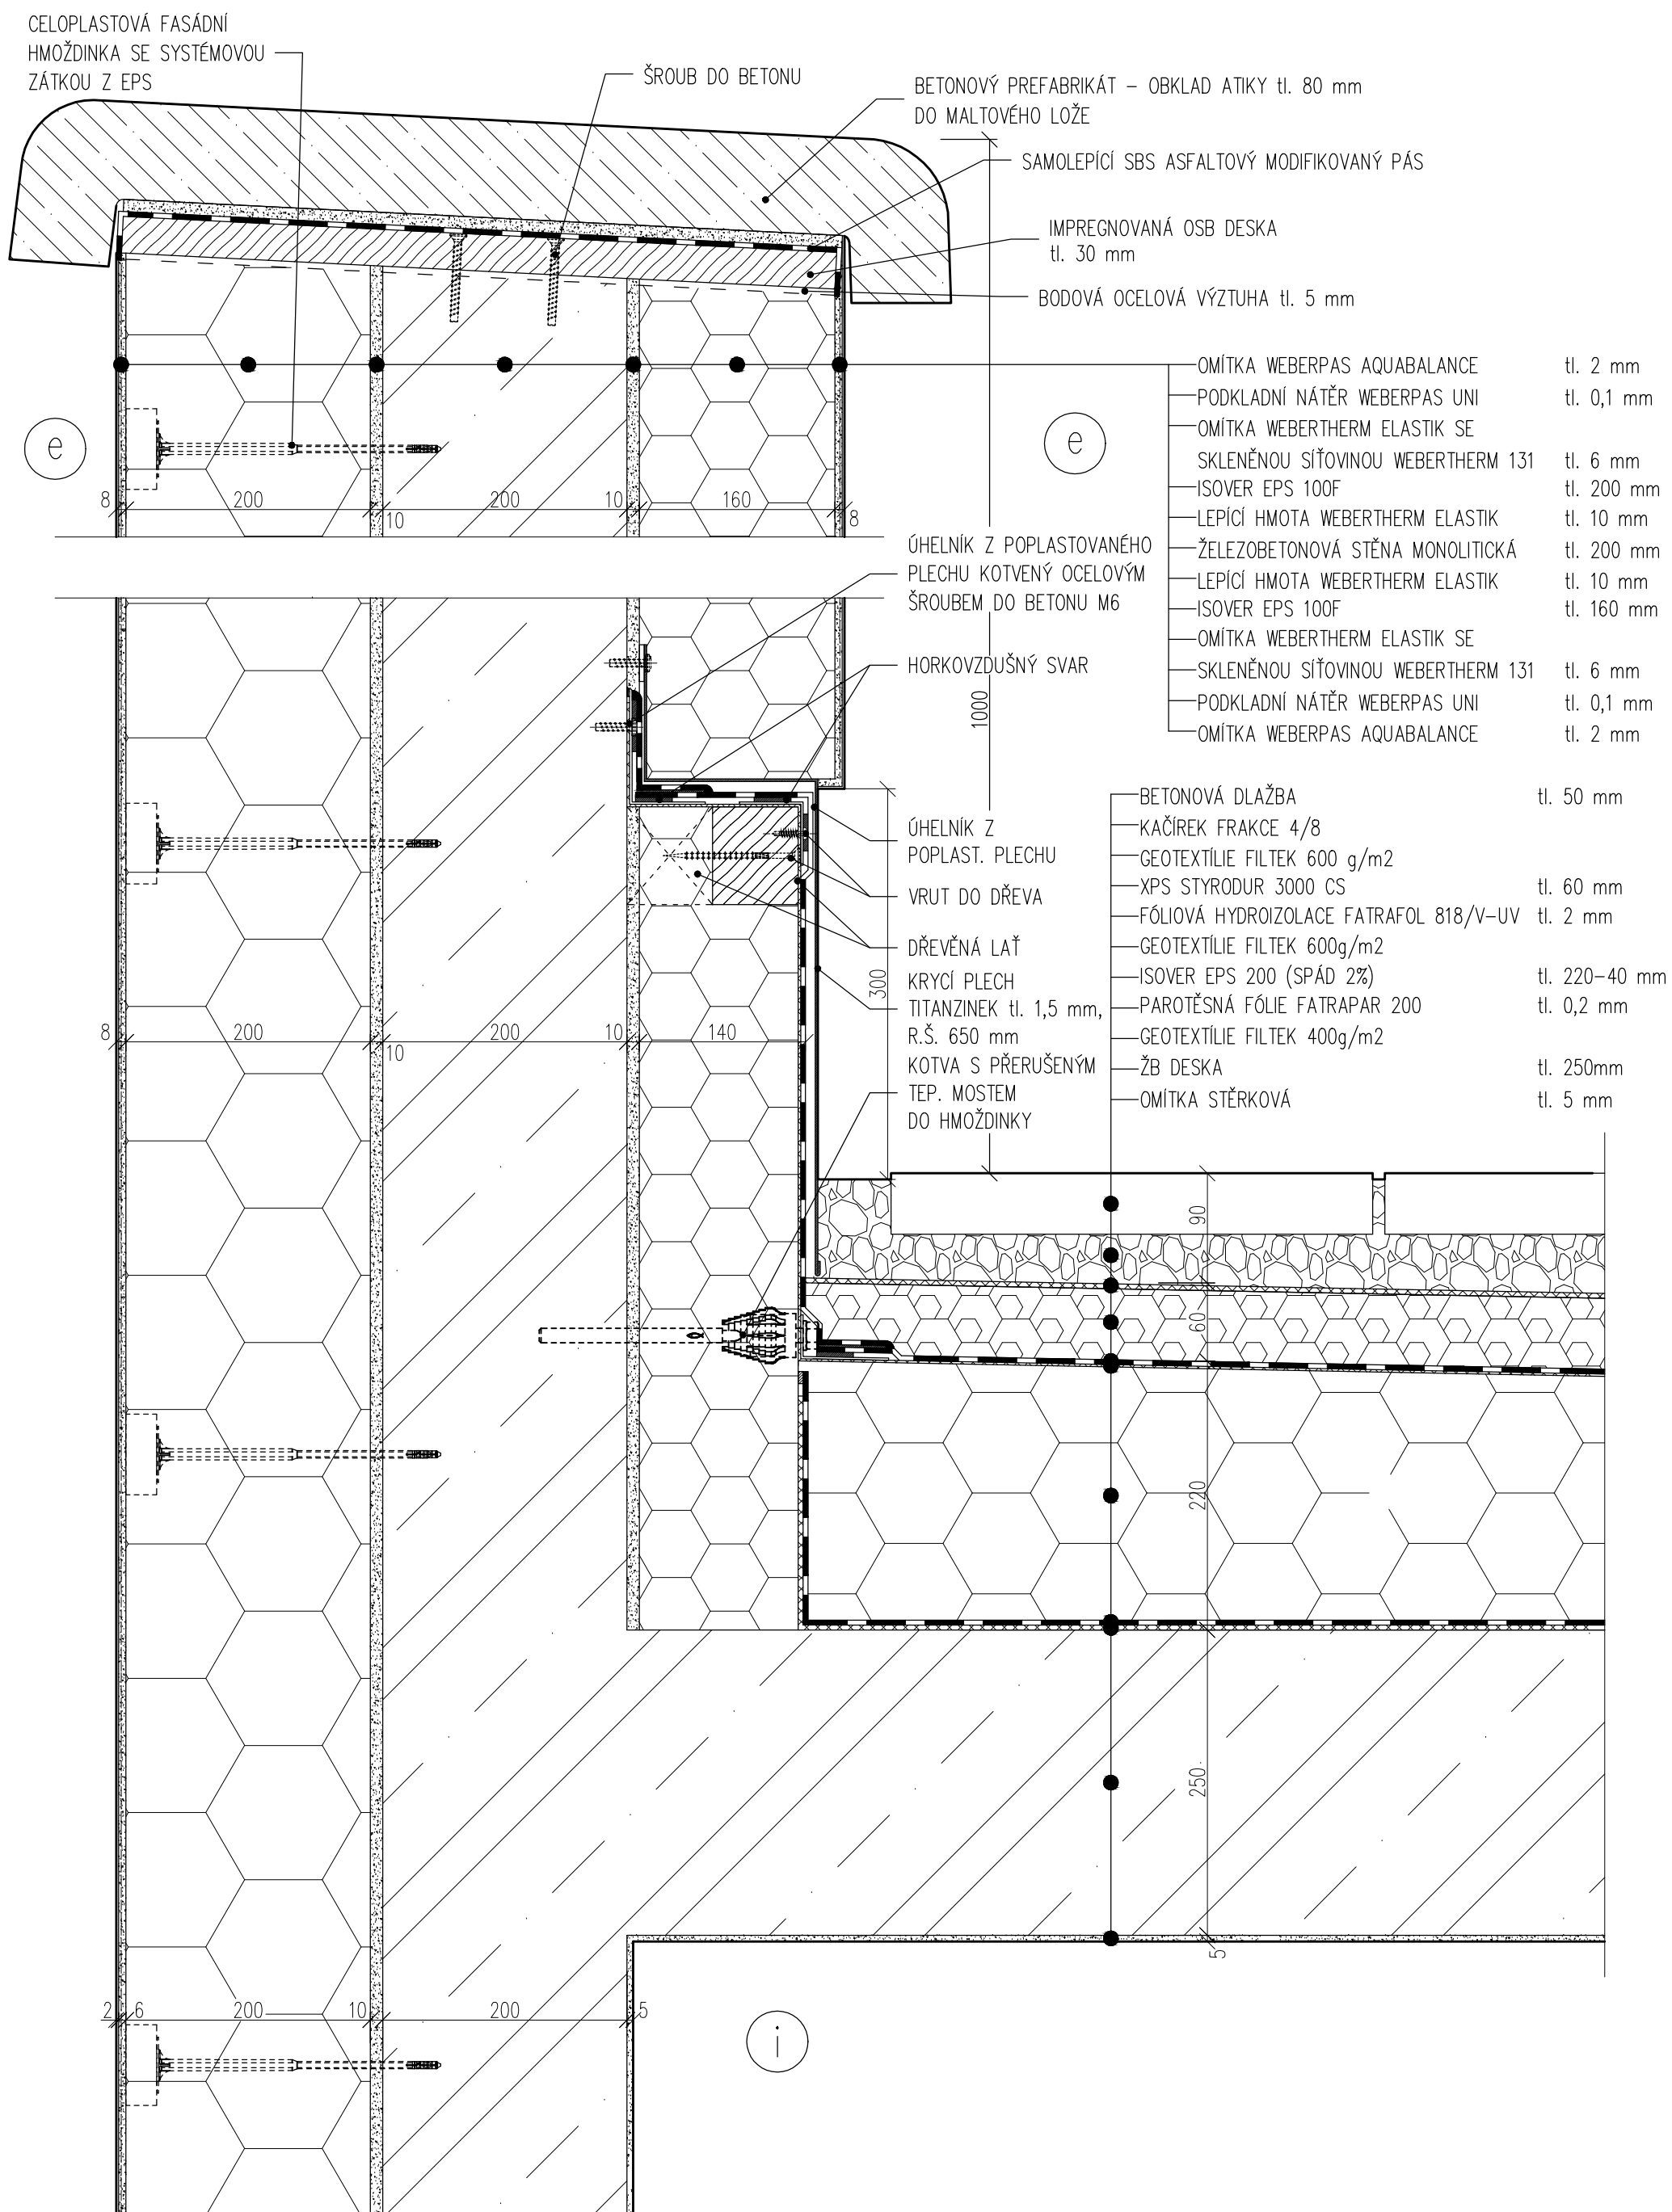 CELOPLASTOVÁ FASÁDNÍ
HMOŽDINKA SE SYSTÉMOVOU
ZÁTKOU Z EPS
ŠROUB DO BETONU
BETONOVÝ PREFABRIKÁT – OBKLAD ATIKY tl. 80 mm
DO MALTOVÉHO LOŽE
SAMOLEPÍCÍ SBS ASFALTOVÝ MODIFIKOVANÝ PÁS
IMPREGNOVANÁ OSB DESKA
tl. 30 mm
BODOVÁ OCELOVÁ VÝZTUHA tl. 5 mm
OMÍTKA WEBERPAS AQUABALANCE tl. 2 mm
PODKLADNÍ NÁTĚR WEBERPAS UNI tl. 0,1 mm
OMÍTKA WEBERTHERM ELASTIK SE
SKLENĚNOU SÍŤOVINOU WEBERTHERM 131 tl. 6 mm
ISOVER EPS 100F tl. 200 mm
LEPÍCÍ HMOTA WEBERTHERM ELASTIK tl. 10 mm
ŽELEZOBETONOVÁ STĚNA MONOLITICKÁ tl. 200 mm
LEPÍCÍ HMOTA WEBERTHERM ELASTIK tl. 10 mm
ISOVER EPS 100F tl. 160 mm
OMÍTKA WEBERTHERM ELASTIK SE
SKLENĚNOU SÍŤOVINOU WEBERTHERM 131 tl. 6 mm
PODKLADNÍ NÁTĚR WEBERPAS UNI tl. 0,1 mm
OMÍTKA WEBERPAS AQUABALANCE tl. 2 mm
e
e
8 200 10 200 10 160 8
ÚHELNÍK Z POPLASTOVANÉHO
PLECHU KOTVENÝ OCELOVÝM
ŠROUBEM DO BETONU M6
HORKOVZDUŠNÝ SVAR
1000
ÚHELNÍK Z
POPLAST. PLECHU
VRUT DO DŘEVA
DŘEVĚNÁ LAŤ
KRYCÍ PLECH
TITANZINEK tl. 1,5 mm,
R.Š. 650 mm
KOTVA S PŘERUŠENÝM
TEP. MOSTEM
DO HMOŽDINKY
300
BETONOVÁ DLAŽBA tl. 50 mm
KAČÍREK FRAKCE 4/8
GEOTEXTÍLIE FILTEK 600 g/m2
XPS STYRODUR 3000 CS tl. 60 mm
FÓLIOVÁ HYDROIZOLACE FATRAFOL 818/V-UV tl. 2 mm
GEOTEXTÍLIE FILTEK 600g/m2
ISOVER EPS 200 (SPÁD 2%) tl. 220-40 mm
PAROTĚSNÁ FÓLIE FATRAPAR 200 tl. 0,2 mm
GEOTEXTÍLIE FILTEK 400g/m2
ŽB DESKA tl. 250mm
OMÍTKA STĚRKOVÁ tl. 5 mm
8 200 10 200 10 140
90
60
220
250
5
2 6 200 10 200 5
i